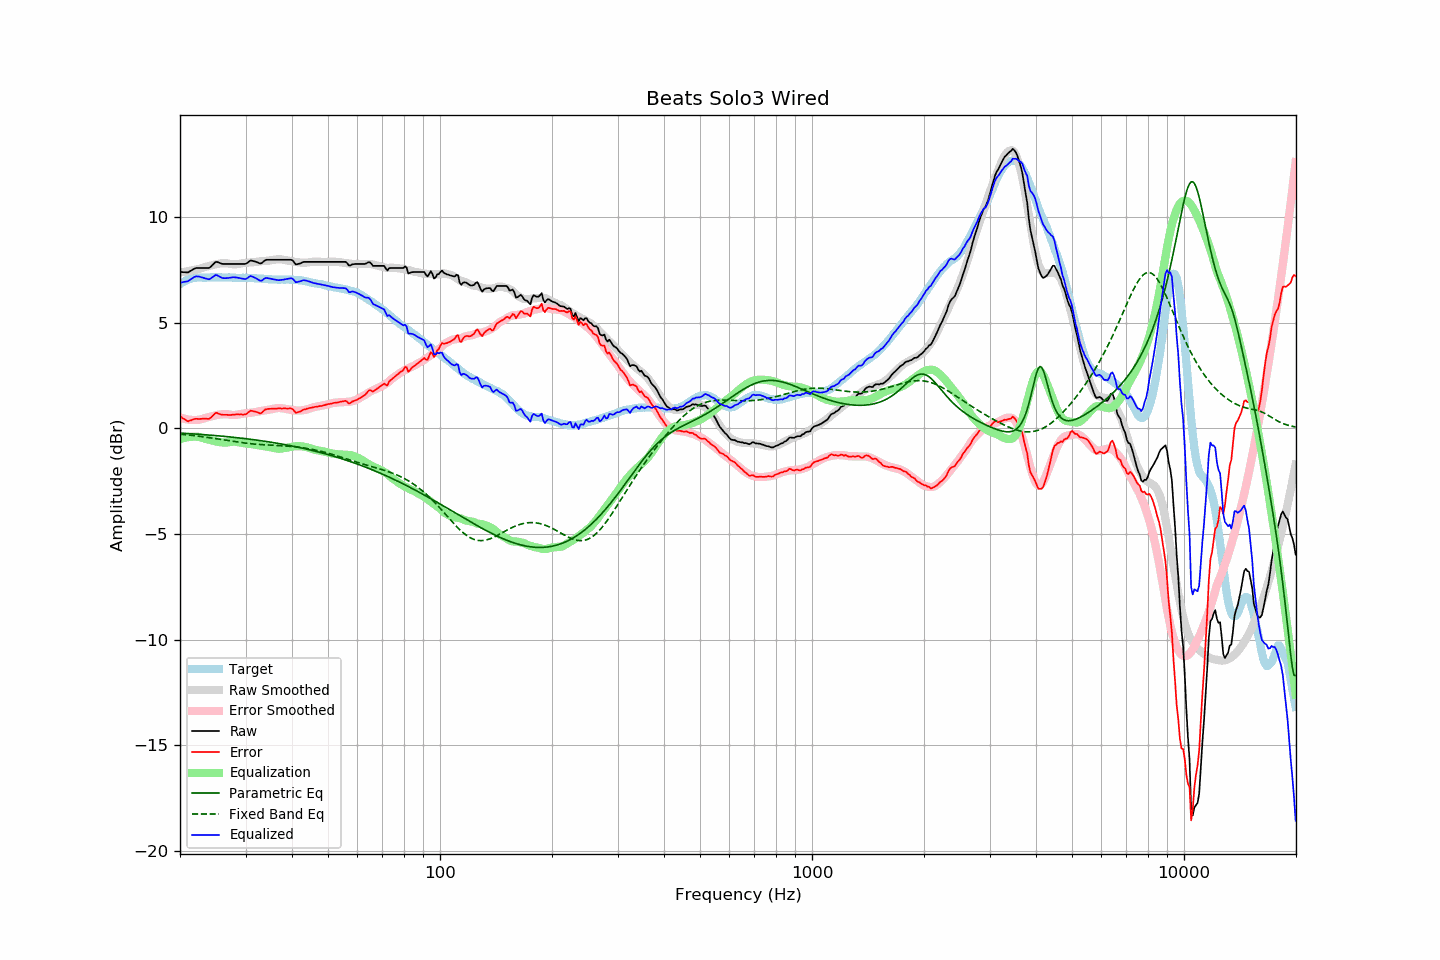 Beats Solo3 Wired
Amplitude (dBr)
10
5
0
−5
−10
−15
−20
Target
Raw Smoothed
Error Smoothed
Raw
Error
Equalization
Parametric Eq
Fixed Band Eq
Equalized
100
1000
10000
Frequency (Hz)